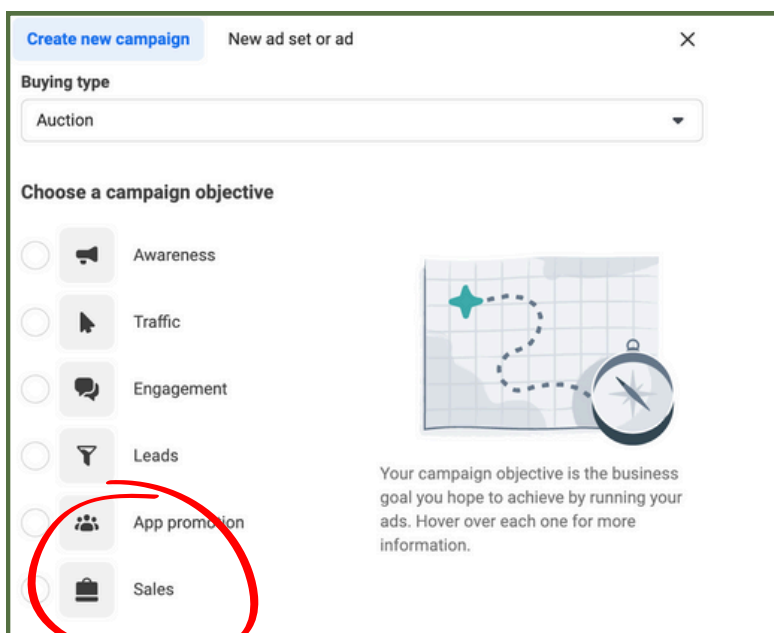 Create new campaign New ad set or ad
Buying type
Auction
Choose a campaign objective
Awareness
Traffic
Engagement
Leads
App promotion
Sales
Your campaign objective is the business
goal you hope to achieve by running your
ads. Hover over each one for more
information.